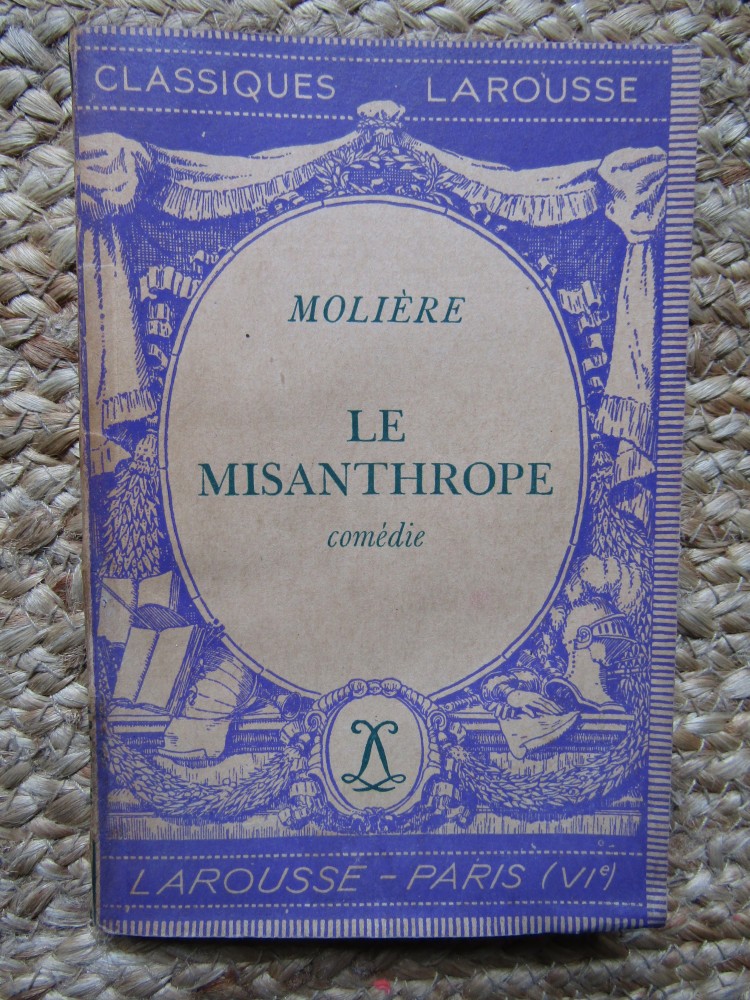 CLASSIQUES LAROUSSE
MOLIÈRE
LE
MISANTHROPE
comédie
LAROUSSE - PARIS (VIe)